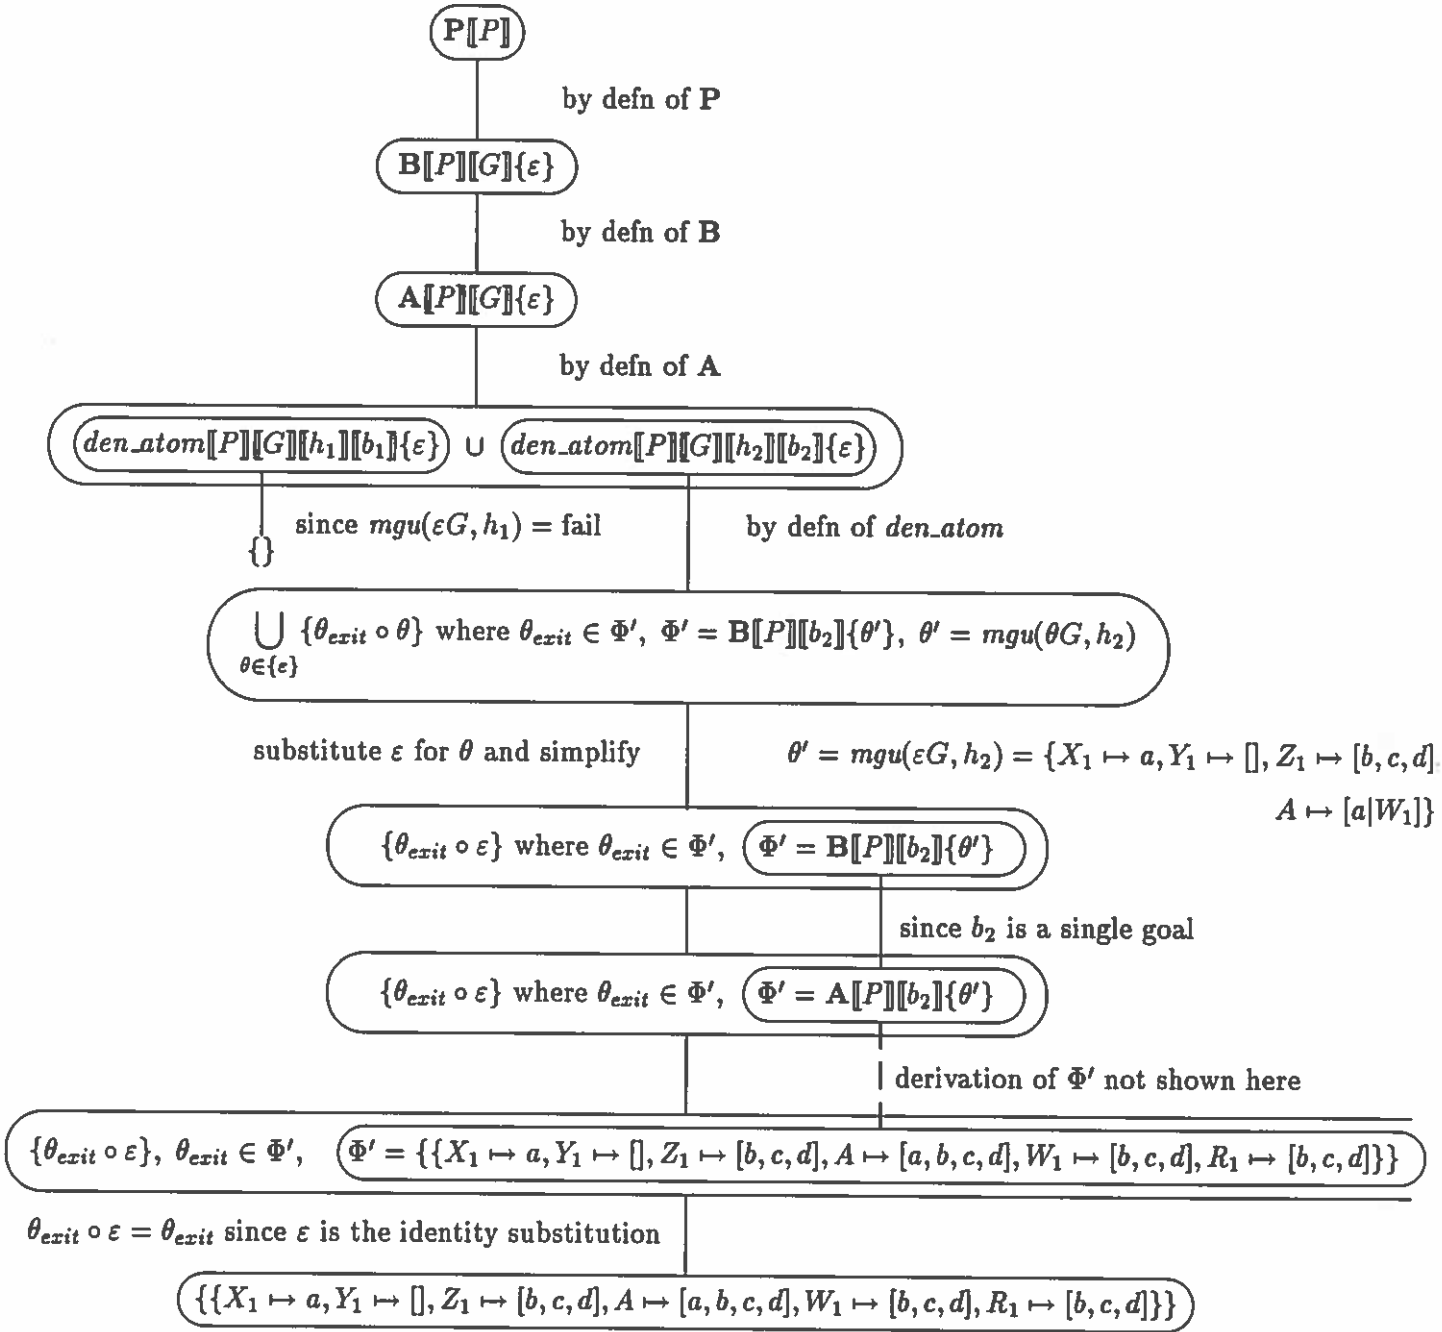 P⟦P⟧
by defn of P
B⟦P⟧⟦G⟧{ε}
by defn of B
A⟦P⟧⟦G⟧{ε}
by defn of A
den_atom⟦P⟧⟦G⟧⟦h₁⟧⟦b₁⟧{ε} ∪ den_atom⟦P⟧⟦G⟧⟦h₂⟧⟦b₂⟧{ε}
since mgu(εG, h₁) = fail by defn of den_atom
{}
⋃ {θ_exit ∘ θ} where θ_exit ∈ Φ′, Φ′ = B⟦P⟧⟦b₂⟧{θ′}, θ′ = mgu(θG, h₂)
θ∈{ε}
substitute ε for θ and simplify θ′ = mgu(εG, h₂) = {X₁ ↦ a, Y₁ ↦ [], Z₁ ↦ [b, c, d]
A ↦ [a|W₁]}
{θ_exit ∘ ε} where θ_exit ∈ Φ′, Φ′ = B⟦P⟧⟦b₂⟧{θ′}
since b₂ is a single goal
{θ_exit ∘ ε} where θ_exit ∈ Φ′, Φ′ = A⟦P⟧⟦b₂⟧{θ′}
derivation of Φ′ not shown here
{θ_exit ∘ ε}, θ_exit ∈ Φ′, Φ′ = {{X₁ ↦ a, Y₁ ↦ [], Z₁ ↦ [b, c, d], A ↦ [a, b, c, d], W₁ ↦ [b, c, d], R₁ ↦ [b, c, d]}}
θ_exit ∘ ε = θ_exit since ε is the identity substitution
{{X₁ ↦ a, Y₁ ↦ [], Z₁ ↦ [b, c, d], A ↦ [a, b, c, d], W₁ ↦ [b, c, d], R₁ ↦ [b, c, d]}}